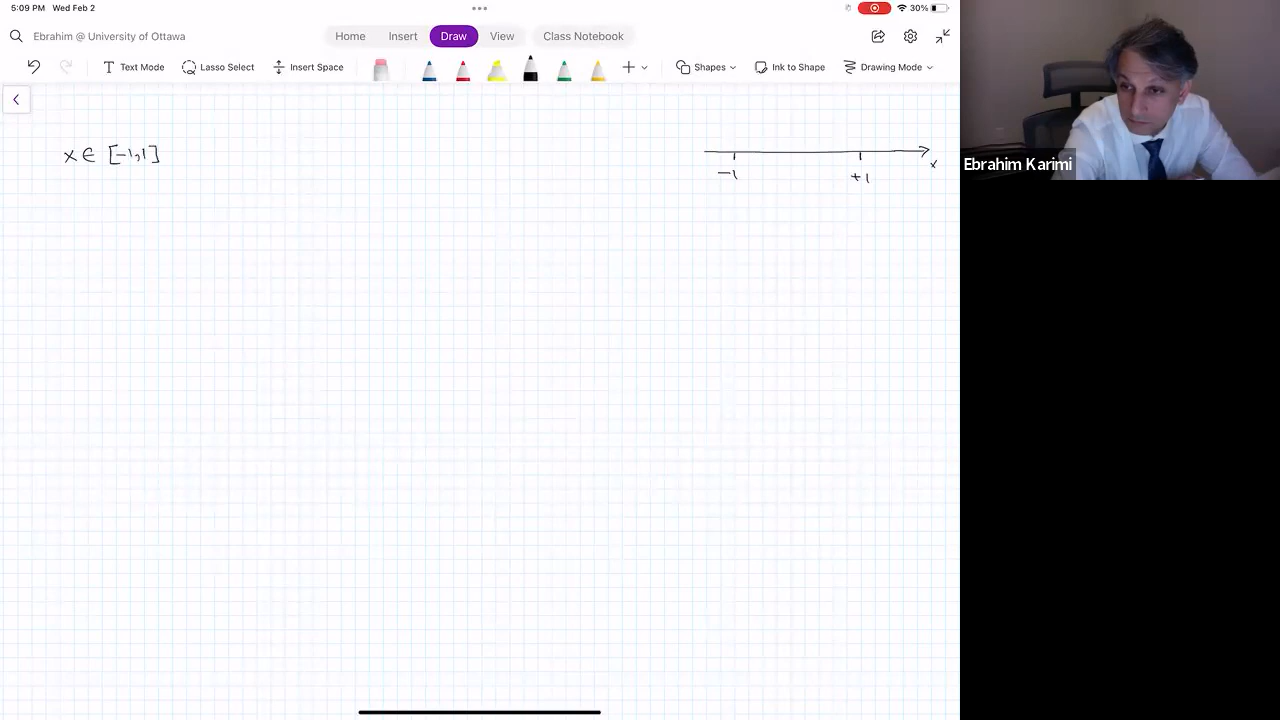 5:09 PM Wed Feb 2
30%
Ebrahim @ University of Ottawa
Home Insert Draw View Class Notebook
Text Mode Lasso Select Insert Space Shapes Ink to Shape Drawing Mode
x ∈ [-1,1]
x
-1 +1
Ebrahim Karimi